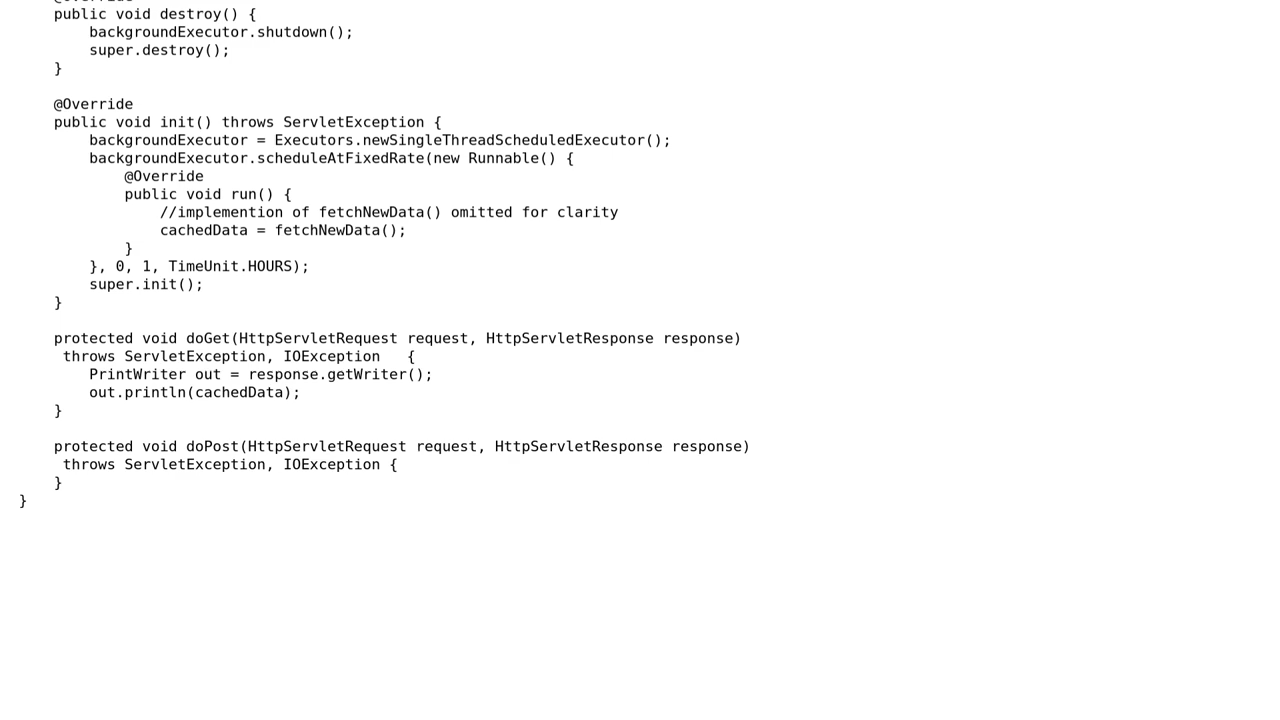 public void destroy() {
        backgroundExecutor.shutdown();
        super.destroy();
    }

    @Override
    public void init() throws ServletException {
        backgroundExecutor = Executors.newSingleThreadScheduledExecutor();
        backgroundExecutor.scheduleAtFixedRate(new Runnable() {
            @Override
            public void run() {
                //implemention of fetchNewData() omitted for clarity
                cachedData = fetchNewData();
            }
        }, 0, 1, TimeUnit.HOURS);
        super.init();
    }

    protected void doGet(HttpServletRequest request, HttpServletResponse response)
     throws ServletException, IOException   {
        PrintWriter out = response.getWriter();
        out.println(cachedData);
    }

    protected void doPost(HttpServletRequest request, HttpServletResponse response)
     throws ServletException, IOException {
    }
}